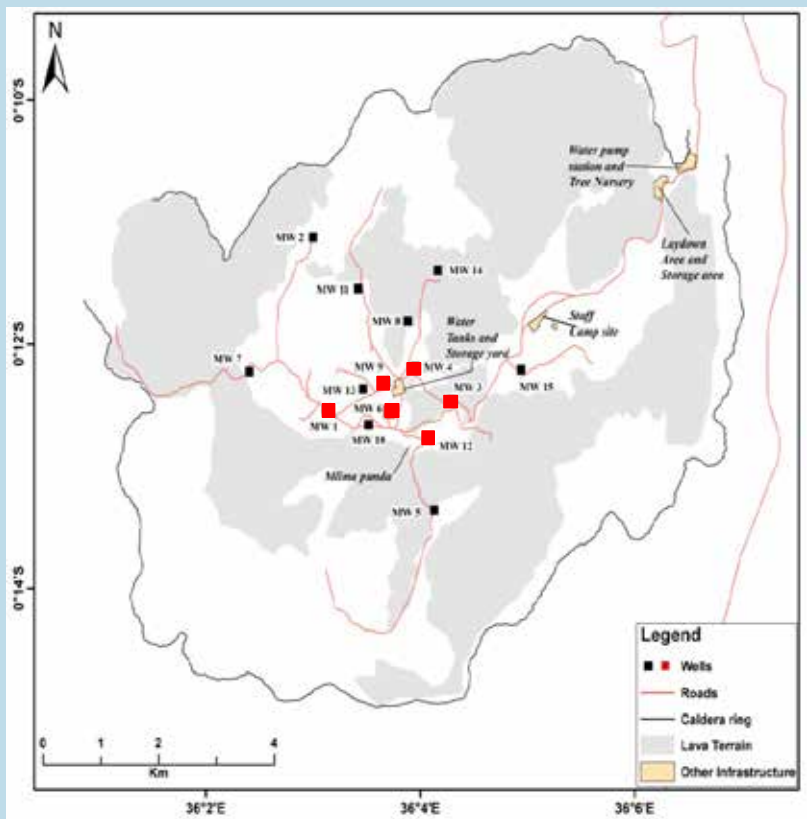 N
0°10'S
Water pump
station and
Tree Nursery
Laydown
Area and
Storage area
MW 2
MW 14
MW 11
Water
Tanks and
Storage yard
Staff
Camp site
MW 8
0°12'S
MW 7
MW 9
MW 4
MW 15
MW 13
MW 3
MW 6
MW 1
MW 10
MW 12
Mlima punda
MW 5
0°14'S
Legend
Wells
Roads
Caldera ring
Lava Terrain
Other Infrastructure
0 1 2 4
Km
36°2'E
36°4'E
36°6'E